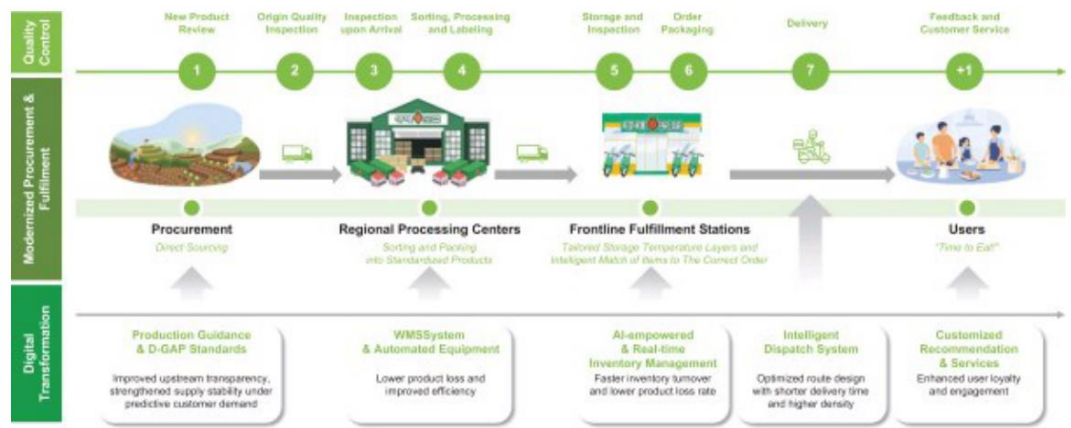 Quality
Control
New Product
Review
Origin Quality
Inspection
Inspection
upon Arrival
Sorting, Processing
and Labeling
Storage and
Inspection
Order
Packaging
Delivery
Feedback and
Customer Service
1
2
3
4
5
6
7
+1
Modernized Procurement &
Fulfillment
Procurement
Direct Sourcing
Regional Processing Centers
Sorting and Packing
into Standardized Products
Frontline Fulfillment Stations
Tailored Storage Temperature Layers and
Intelligent Match of Items to The Correct Order
Users
"Time to Eat!"
Digital
Transformation
Production Guidance
& D-GAP Standards
Improved upstream transparency,
strengthened supply stability under
predictive customer demand
WMSSystem
& Automated Equipment
Lower product loss and
improved efficiency
AI-empowered
& Real-time
Inventory Management
Faster inventory turnover
and lower product loss rate
Intelligent
Dispatch System
Optimized route design
with shorter delivery time
and higher density
Customized
Recommendation
& Services
Enhanced user loyalty
and engagement